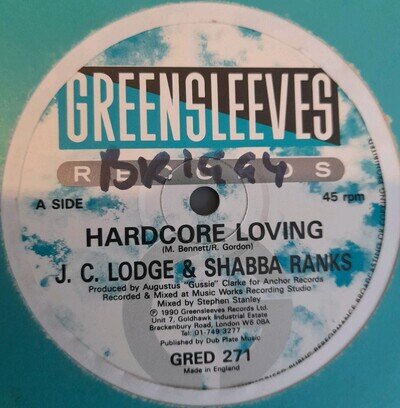 GREENSLEEVES
RECORDS
BRIGGY
A SIDE
45 rpm
HARDCORE LOVING
(M. Bennett/R. Gordon)
J. C. LODGE & SHABBA RANKS
Produced by Augustus "Gussie" Clarke for Anchor Records
Recorded & Mixed at Music Works Recording Studio
Mixed by Stephen Stanley
℗ 1990 Greensleeves Records Ltd.
Unit 7, Goldhawk Industrial Estate
Brackenbury Road, London W6 0BA
Tel: 01-749 3277
Published by Dub Plate Music
GRED 271
Made in England